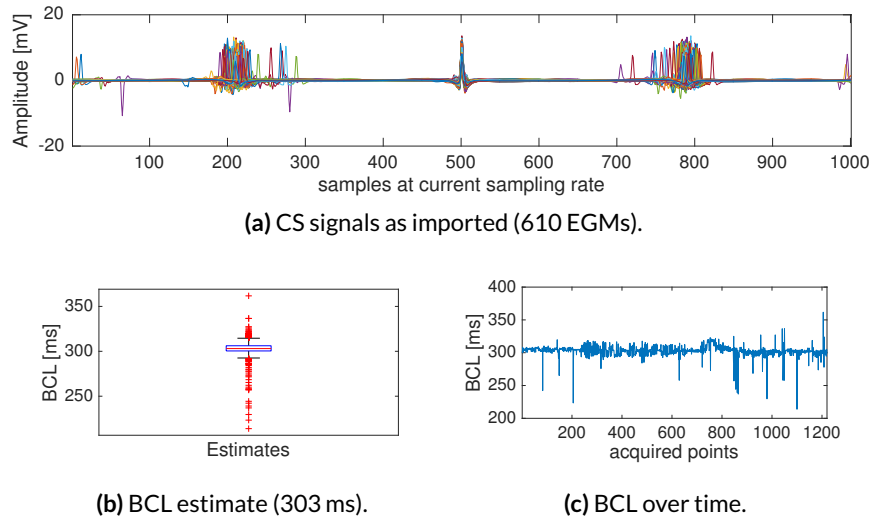 Amplitude [mV]
20
0
-20
100 200 300 400 500 600 700 800 900 1000
samples at current sampling rate
(a) CS signals as imported (610 EGMs).
BCL [ms]
350
300
250
Estimates
(b) BCL estimate (303 ms).
BCL [ms]
400
350
300
250
200
200 400 600 800 1000 1200
acquired points
(c) BCL over time.